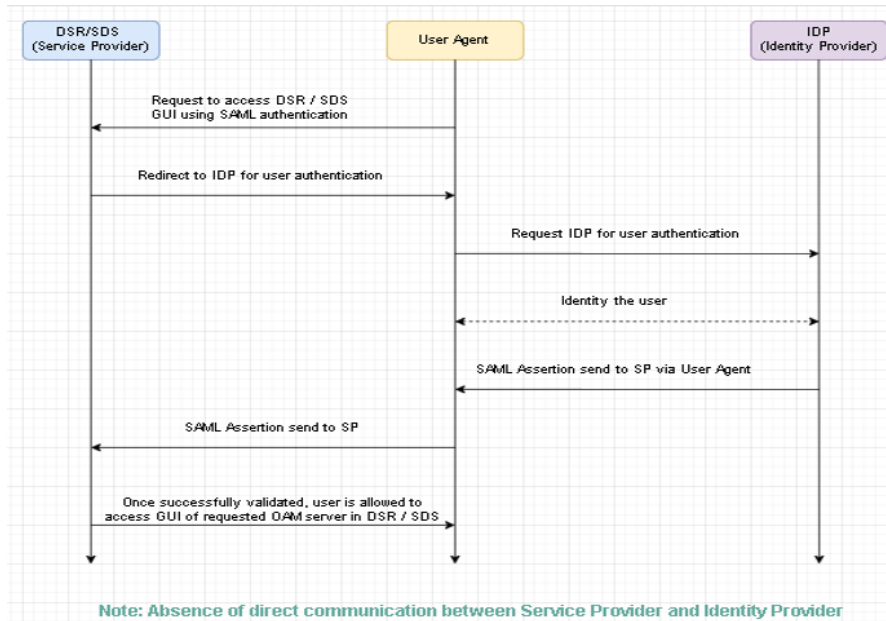 DSR/SDS
(Service Provider)
User Agent
IDP
(Identity Provider)
Request to access DSR / SDS
GUI using SAML authentication
Redirect to IDP for user authentication
Request IDP for user authentication
Identity the user
SAML Assertion send to SP via User Agent
SAML Assertion send to SP
Once successfully validated, user is allowed to
access GUI of requested OAM server in DSR / SDS
Note: Absence of direct communication between Service Provider and Identity Provider